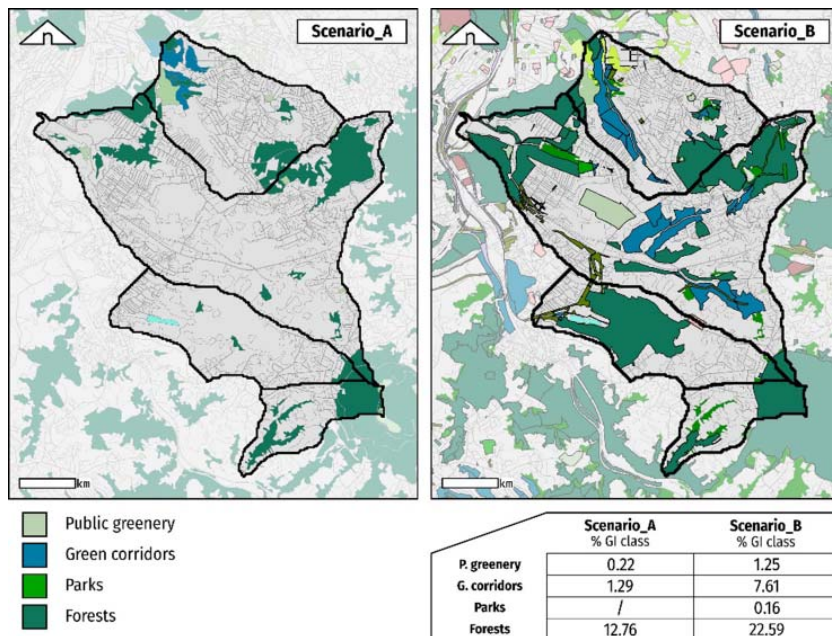 Scenario_A
Scenario_B
E
km
km
Public greenery
Green corridors
Parks
Forests
Scenario_A Scenario_B
% GI class % GI class
P. greenery 0.22 1.25
G. corridors 1.29 7.61
Parks / 0.16
Forests 12.76 22.59